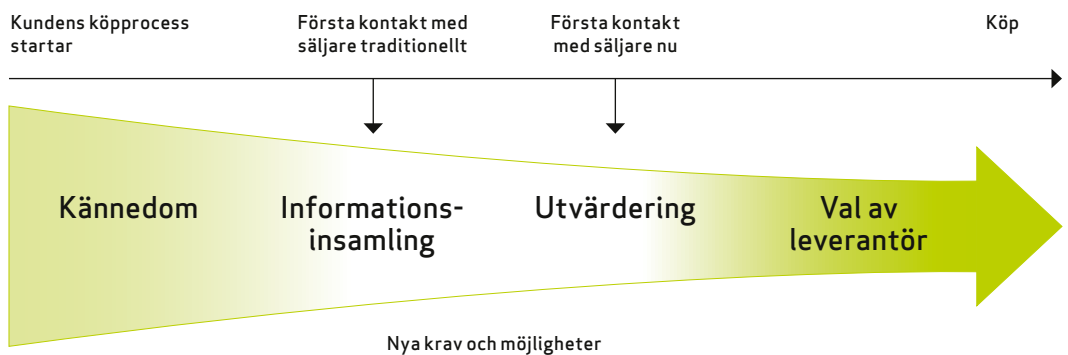 Kundens köpprocess
startar
Första kontakt med
säljare traditionellt
Första kontakt
med säljare nu
Köp
Kännedom
Informations-
insamling
Utvärdering
Val av
leverantör
Nya krav och möjligheter